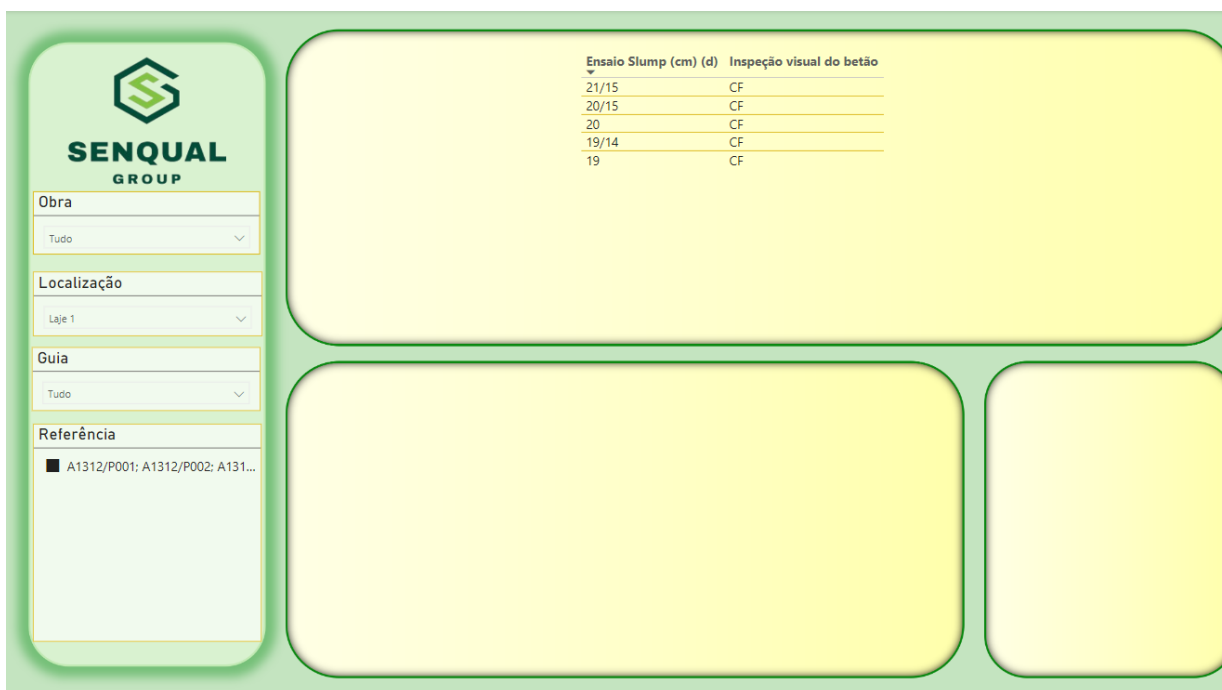 SENQUAL
GROUP
Obra
Tudo
Localização
Laje 1
Guia
Tudo
Referência
A1312/P001; A1312/P002; A131...
Ensaio Slump (cm) (d) Inspeção visual do betão
21/15 CF
20/15 CF
20 CF
19/14 CF
19 CF